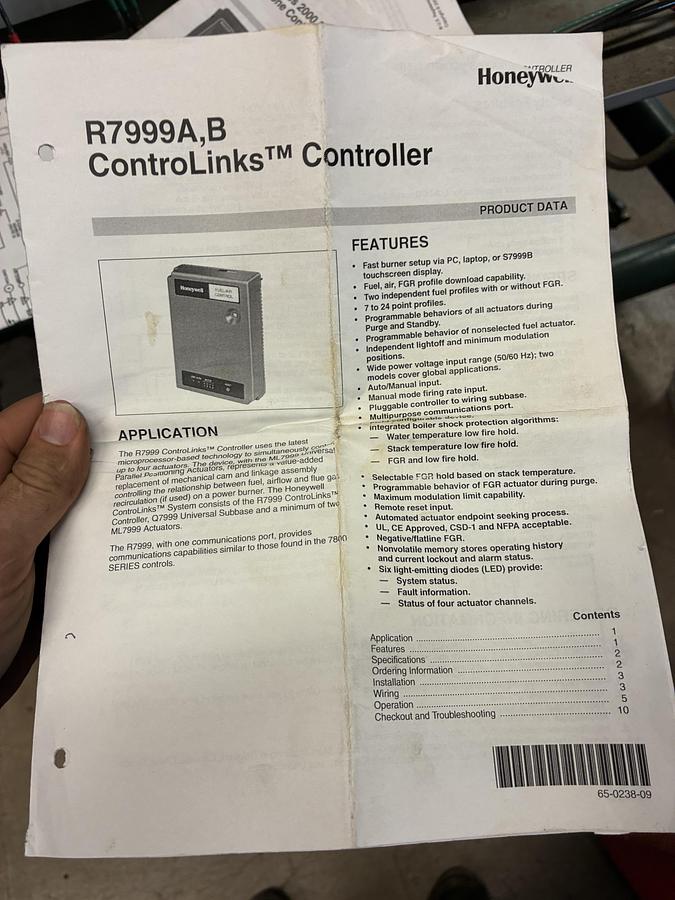 s 2000
ne Con
CONTROLLER
Honeywell
R7999A,B
ControLinks™ Controller
PRODUCT DATA
Honeywell
FUEL/AIR
CONTROL
FEATURES
• Fast burner setup via PC, laptop, or S7999B
touchscreen display.
• Fuel, air, FGR profile download capability.
• Two independent fuel profiles with or without FGR.
• 7 to 24 point profiles.
• Programmable behaviors of all actuators during
Purge and Standby.
• Programmable behavior of nonselected fuel actuator.
• Independent lightoff and minimum modulation
positions.
• Wide power voltage input range (50/60 Hz); two
models cover global applications.
• Auto/Manual input.
• Manual mode firing rate input.
• Pluggable controller to wiring subbase.
• Multipurpose communications port.
• Integrated boiler shock protection algorithms:
— Water temperature low fire hold.
— Stack temperature low fire hold.
— FGR and low fire hold.
• Selectable FGR hold based on stack temperature.
• Programmable behavior of FGR actuator during purge.
• Maximum modulation limit capability.
• Remote reset input.
• Automated actuator endpoint seeking process.
• UL, CE Approved, CSD-1 and NFPA acceptable.
• Negative/flatline FGR.
• Nonvolatile memory stores operating history
and current lockout and alarm status.
• Six light-emitting diodes (LED) provide:
— System status.
— Fault information.
— Status of four actuator channels.
APPLICATION
The R7999 ControLinks™ Controller uses the latest
microprocessor-based technology to simultaneously
up to four actuators. The device, with the ML7999 Universal
Parallel Positioning Actuators, represents a value-added
replacement of mechanical cam and linkage assembly
controlling the relationship between fuel, airflow and flue ga
recirculation (if used) on a power burner. The Honeywell
ControLinks™ System consists of the R7999 ControLinks™
Controller, Q7999 Universal Subbase and a minimum of two
ML7999 Actuators.
The R7999, with one communications port, provides
communications capabilities similar to those found in the 7800
SERIES controls.
Contents
Application 1
Features 1
Specifications 2
Ordering Information 2
Installation 3
Wiring 3
Operation 5
Checkout and Troubleshooting 10
65-0238-09